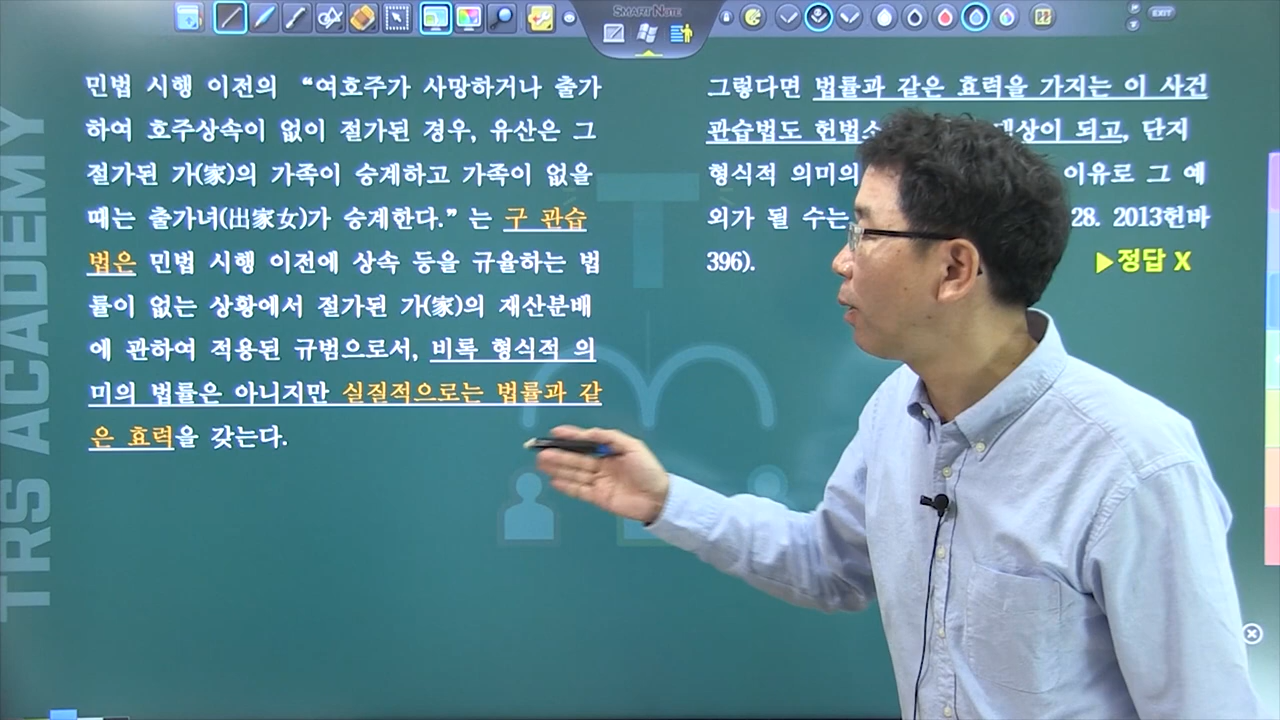 SMART NOTE
EXIT
TRS ACADEMY
민법 시행 이전의 “여호주가 사망하거나 출가
하여 호주상속이 없이 절가된 경우, 유산은 그
절가된 가(家)의 가족이 승계하고 가족이 없을
때는 출가녀(出家女)가 승계한다.” 는 구 관습
법은 민법 시행 이전에 상속 등을 규율하는 법
률이 없는 상황에서 절가된 가(家)의 재산분배
에 관하여 적용된 규범으로서, 비록 형식적 의
미의 법률은 아니지만 실질적으로는 법률과 같
은 효력을 갖는다.
그렇다면 법률과 같은 효력을 가지는 이 사건
관습법도 헌법소 대상이 되고, 단지
형식적 의미의 이유로 그 예
외가 될 수는 28. 2013헌바
396).
▶정답 X